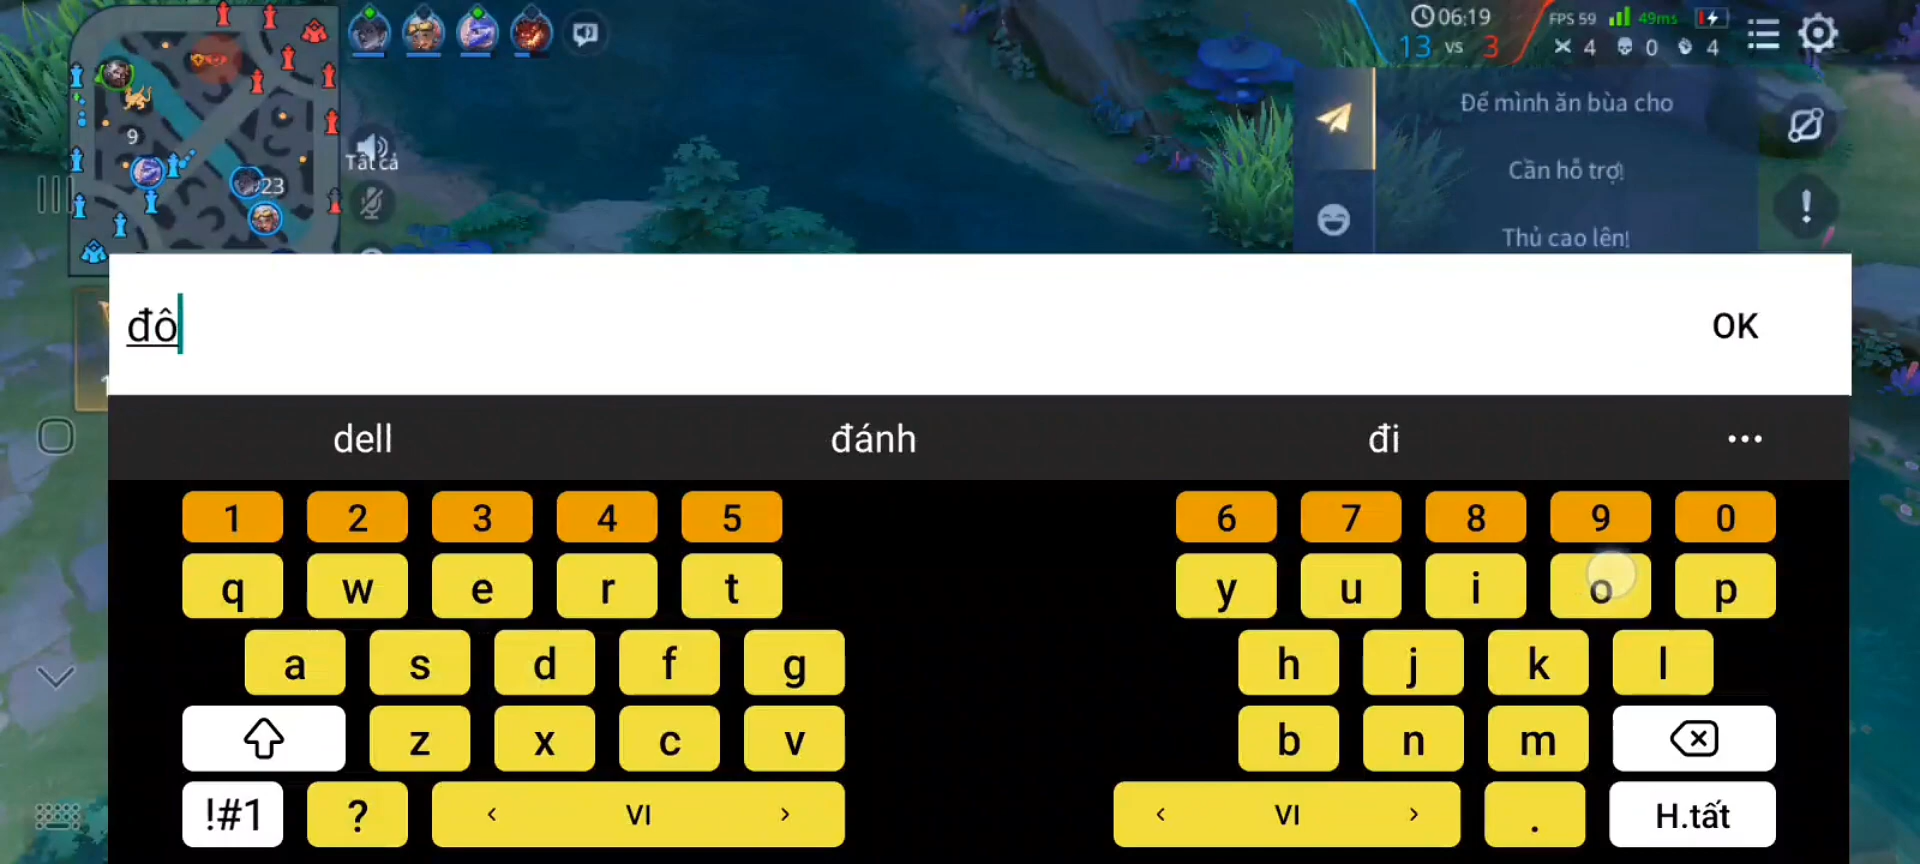 06:19
FPS 59 49ms
13 vs 3
4 0 4
Để mình ăn bùa cho
Cần hỗ trợ!
Thủ cao lên!
9
23
Tất cả
đô
OK
dell đánh đi ...
1 2 3 4 5 6 7 8 9 0
q w e r t y u i o p
a s d f g h j k l
z x c v b n m
!#1 ? < VI > < VI > . H.tất